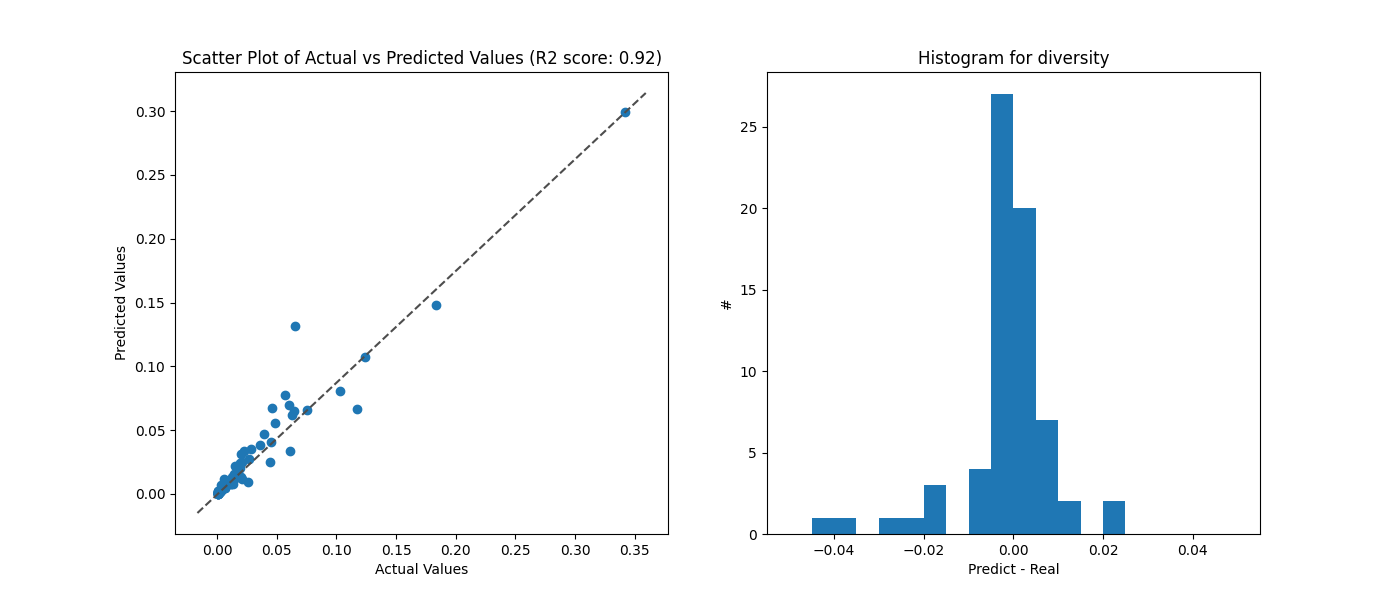 Scatter Plot of Actual vs Predicted Values (R2 score: 0.92)
0.30
0.25
0.20
0.15
0.10
0.05
0.00
Predicted Values
0.00 0.05 0.10 0.15 0.20 0.25 0.30 0.35
Actual Values
Histogram for diversity
25
20
15
10
5
0
#
−0.04 −0.02 0.00 0.02 0.04
Predict - Real